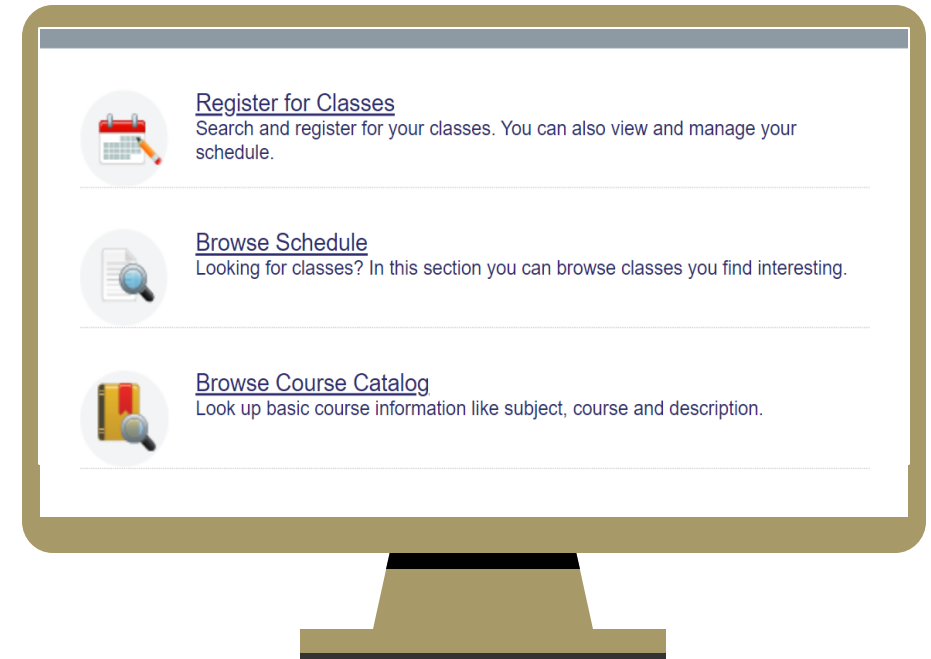 Register for Classes
Search and register for your classes. You can also view and manage your
schedule.
Browse Schedule
Looking for classes? In this section you can browse classes you find interesting.
Browse Course Catalog
Look up basic course information like subject, course and description.